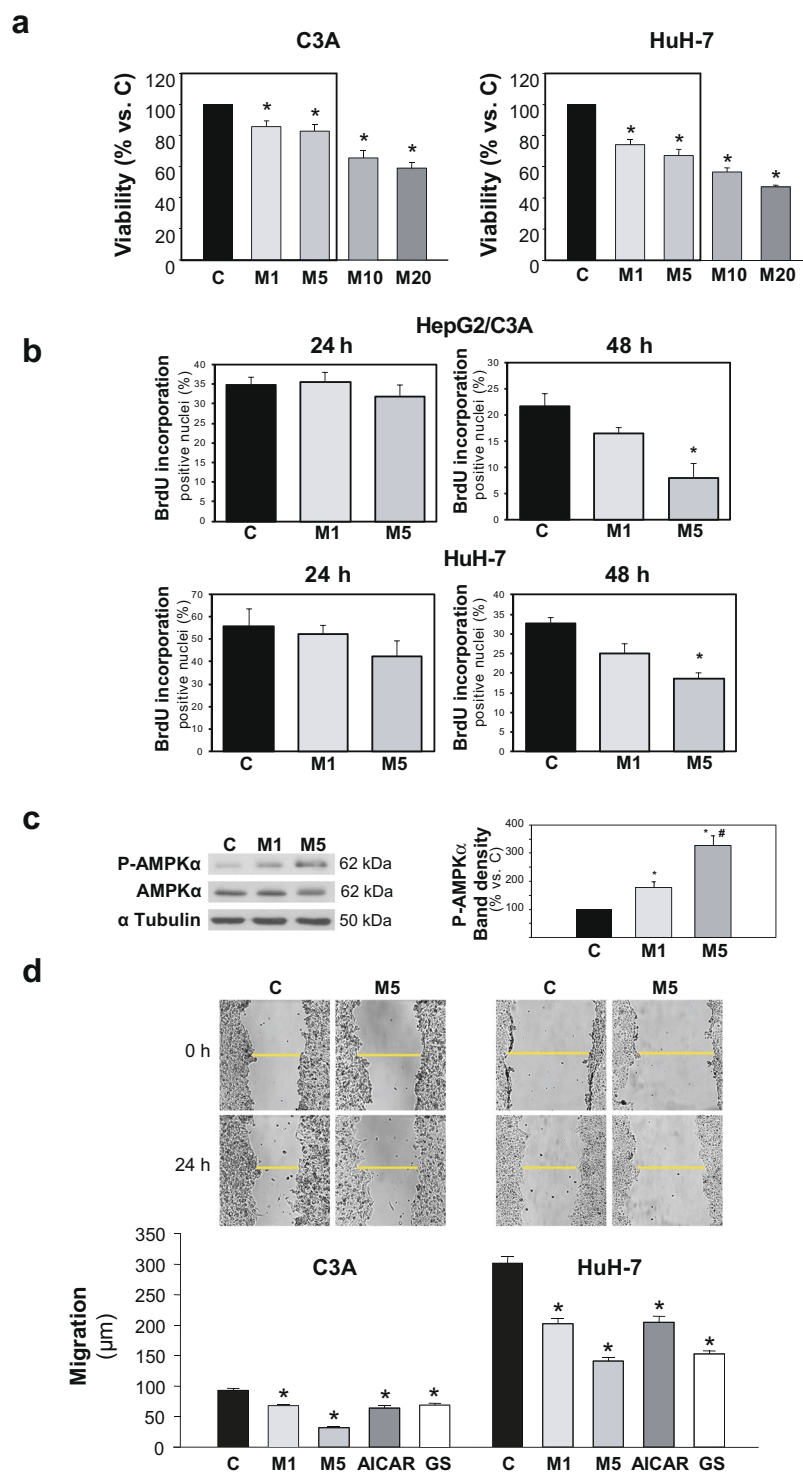 a
C3A
HuH-7
Viability (% vs. C)
120
100
80
60
40
20
0
* * * *
C M1 M5 M10 M20
Viability (% vs. C)
120
100
80
60
40
20
0
* * * *
C M1 M5 M10 M20
b
HepG2/C3A
24 h
48 h
BrdU incorporation
positive nuclei (%)
40
35
30
25
20
15
10
5
0
C M1 M5
BrdU incorporation
positive nuclei (%)
25
20
15
10
5
0
*
C M1 M5
HuH-7
24 h
48 h
BrdU incorporation
positive nuclei (%)
70
60
50
40
30
20
10
0
C M1 M5
BrdU incorporation
positive nuclei (%)
40
35
30
25
20
15
10
5
0
*
C M1 M5
c
C M1 M5
P-AMPKα 62 kDa
AMPKα 62 kDa
α Tubulin 50 kDa
P-AMPKα
Band density
(% vs. C)
400
300
200
100
*
* #
C M1 M5
d
C M5 C M5
0 h
24 h
Migration
(µm)
350
300
250
200
150
100
50
0
C3A
HuH-7
* * * * * * * *
C M1 M5 AICAR GS C M1 M5 AICAR GS